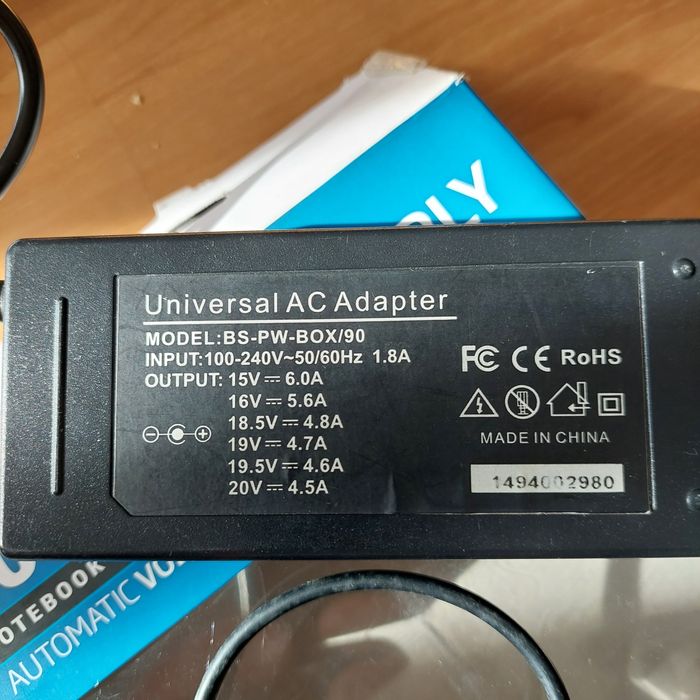 PLY
Universal AC Adapter
MODEL:BS-PW-BOX/90
INPUT:100-240V~50/60Hz 1.8A
OUTPUT: 15V⎓6.0A
16V⎓5.6A
18.5V⎓4.8A
19V⎓4.7A
19.5V⎓4.6A
20V⎓4.5A
FC CE RoHS
MADE IN CHINA
1494002980
OTEBOOK
AUTOMATIC VO